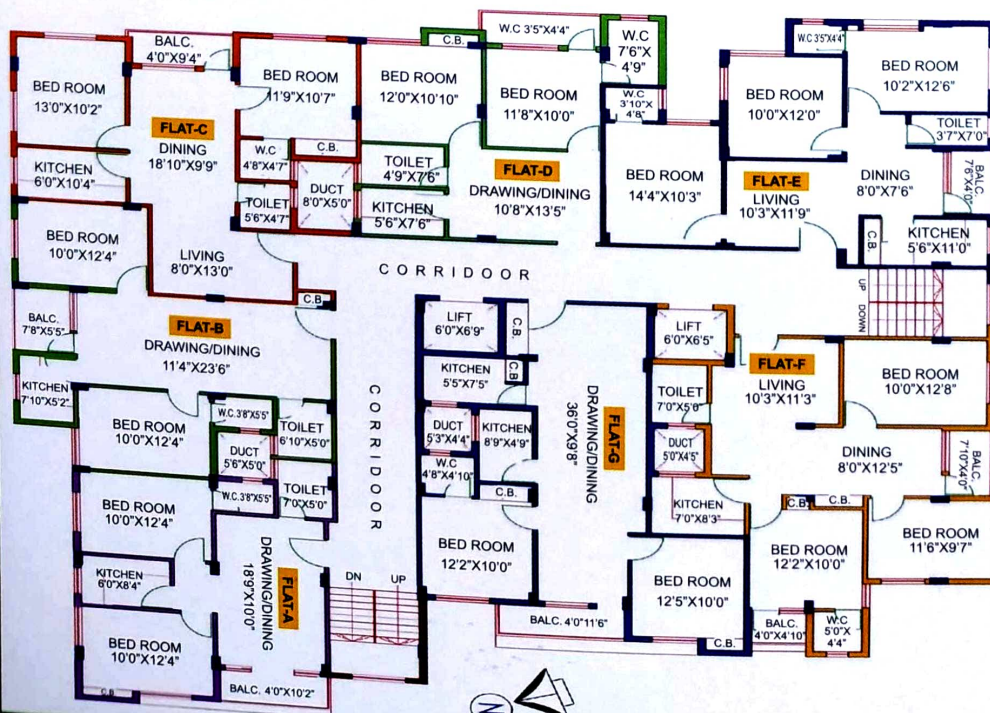 BALC.
4'0"X9'4"
BED ROOM
13'0"X10'2"
FLAT-C
DINING
18'10"X9'9"
KITCHEN
6'0"X10'4"
BED ROOM
11'9"X10'7"
W.C
4'8"X4'7"
C.B.
TOILET
5'6"X4'7"
DUCT
8'0"X5'0"
LIVING
8'0"X13'0"
C.B.
BED ROOM
12'0"X10'10"
C.B.
W.C 3'5"X4'4"
W.C
7'6"X
4'9"
BED ROOM
11'8"X10'0"
TOILET
4'9"X7'6"
KITCHEN
5'6"X7'6"
FLAT-D
DRAWING/DINING
10'8"X13'5"
W.C
3'10"X
4'8"
BED ROOM
14'4"X10'3"
W.C 3'5"X4'4"
BED ROOM
10'0"X12'0"
BED ROOM
10'2"X12'6"
TOILET
3'7"X7'0"
FLAT-E
LIVING
10'3"X11'9"
DINING
8'0"X7'6"
BALC.
7'6"X4'0"
C.B.
KITCHEN
5'6"X11'0"
UP
DOWN
CORRIDOOR
BED ROOM
10'0"X12'4"
BALC.
7'8"X5'5"
FLAT-B
DRAWING/DINING
11'4"X23'6"
KITCHEN
7'10"X5'2"
BED ROOM
10'0"X12'4"
W.C.3'8"X5'5"
TOILET
6'10"X5'0"
DUCT
5'6"X5'0"
W.C.3'8"X5'5"
TOILET
7'0"X5'0"
BED ROOM
10'0"X12'4"
KITCHEN
6'0"X8'4"
BED ROOM
10'0"X12'4"
C.B.
FLAT-A
DRAWING/DINING
18'9"X10'0"
BALC. 4'0"X10'2"
DN
UP
CORRIDOOR
LIFT
6'0"X6'9"
C.B.
KITCHEN
5'5"X7'5"
C.B
DUCT
5'3"X4'4"
KITCHEN
8'9"X4'9"
W.C
4'8"X4'10"
C.B.
BED ROOM
12'2"X10'0"
FLAT-G
DRAWING/DINING
36'0"X9'8"
BALC. 4'0"11'6"
BED ROOM
12'5"X10'0"
C.B.
LIFT
6'0"X6'5"
TOILET
7'0"X5'0"
DUCT
5'0"X4'5"
KITCHEN
7'0"X8'3"
FLAT-F
LIVING
10'3"X11'3"
BED ROOM
10'0"X12'8"
DINING
8'0"X12'5"
BALC.
7'10"X4'0"
C.B.
C.B.
BED ROOM
12'2"X10'0"
BED ROOM
11'6"X9'7"
BALC.
4'0"X4'10"
W.C
5'0"X
4'4"
N